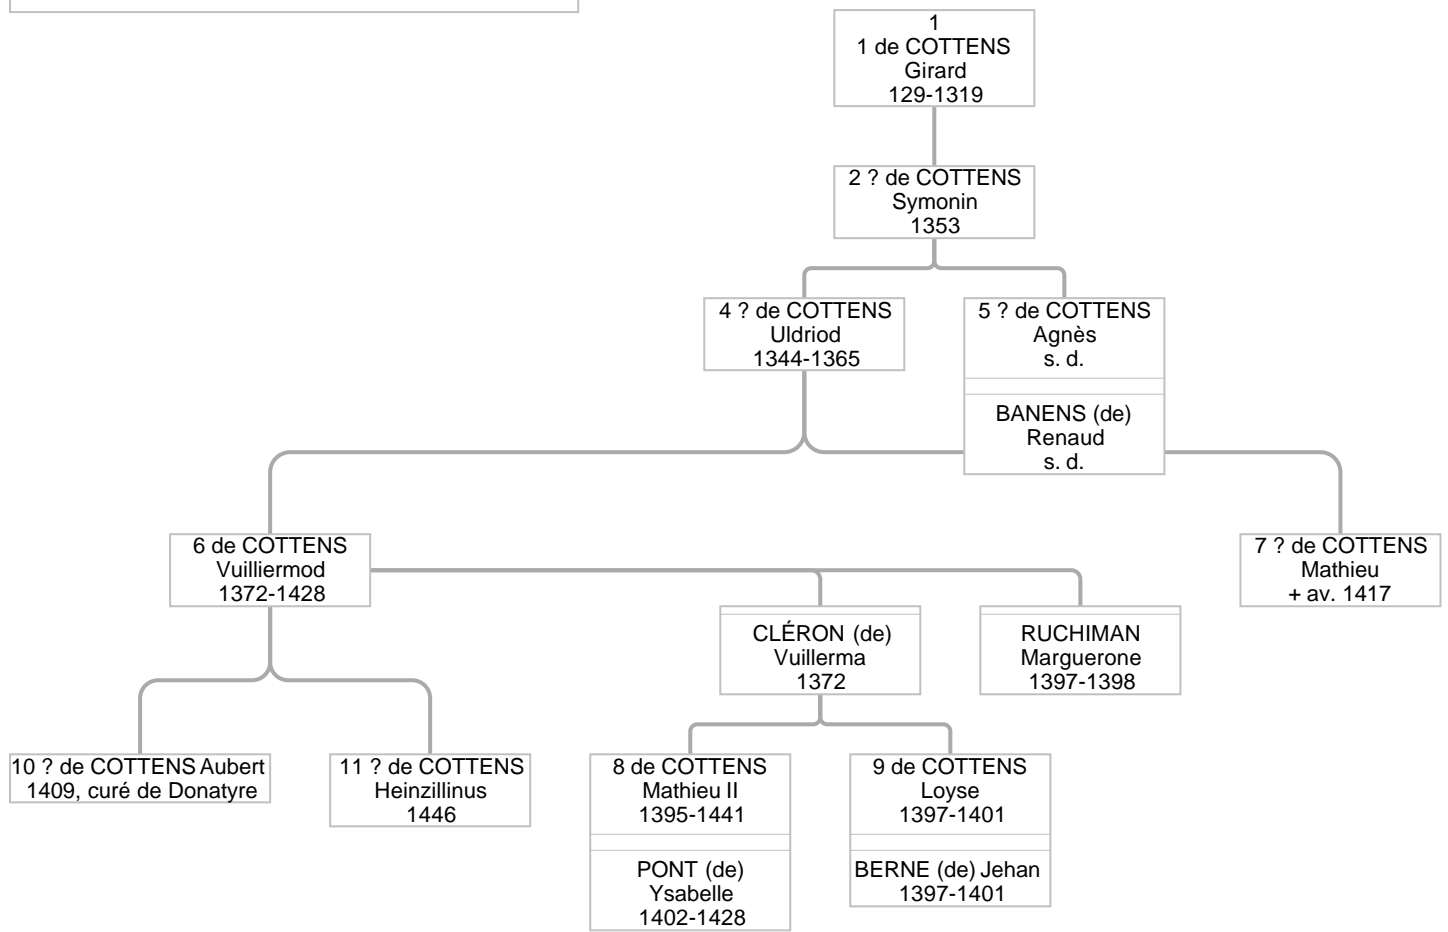 1
1 de COTTENS
Girard
129-1319
2 ? de COTTENS
Symonin
1353
4 ? de COTTENS
Uldriod
1344-1365
5 ? de COTTENS
Agnès
s. d.
BANENS (de)
Renaud
s. d.
6 de COTTENS
Vuilliermod
1372-1428
7 ? de COTTENS
Mathieu
+ av. 1417
CLÉRON (de)
Vuillerma
1372
RUCHIMAN
Marguerone
1397-1398
10 ? de COTTENS Aubert
1409, curé de Donatyre
11 ? de COTTENS
Heinzillinus
1446
8 de COTTENS
Mathieu II
1395-1441
PONT (de)
Ysabelle
1402-1428
9 de COTTENS
Loyse
1397-1401
BERNE (de) Jehan
1397-1401